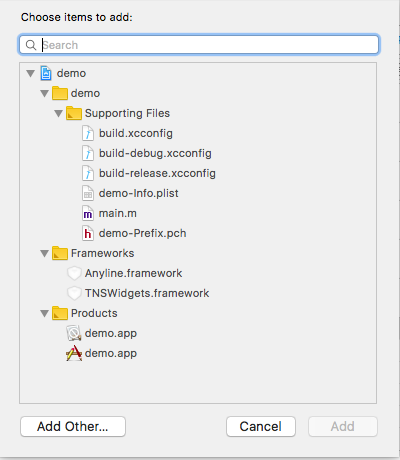 Choose items to add:
Search
demo
demo
Supporting Files
build.xcconfig
build-debug.xcconfig
build-release.xcconfig
demo-Info.plist
main.m
demo-Prefix.pch
Frameworks
Anyline.framework
TNSWidgets.framework
Products
demo.app
demo.app
Add Other...
Cancel
Add